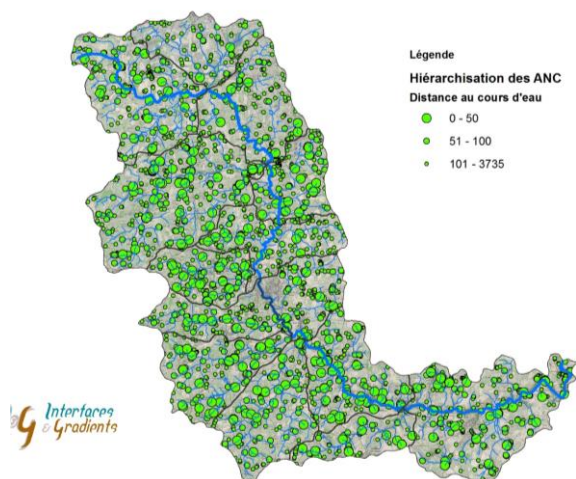 Légende
Hiérarchisation des ANC
Distance au cours d'eau
0 - 50
51 - 100
101 - 3735
Interfaces
& Gradients